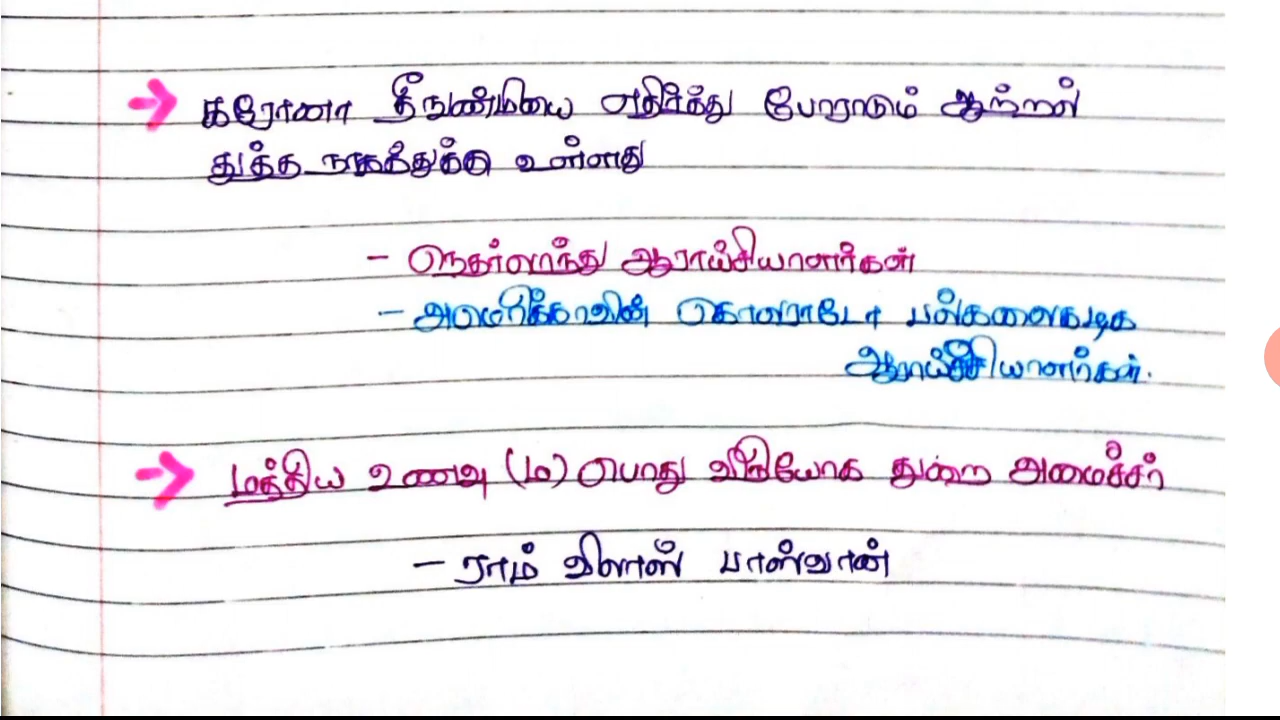 → கரோனா தீநுண்மியை எதிர்த்து போராடும் ஆற்றல்
துத்த நாகத்துக்கு உள்ளது
- நெதர்லாந்து ஆராய்சியாளர்கள்
- அமெரிக்காவின் கொலராடோ பல்கலைகழக
ஆராய்ச்சியாளர்கள்.
→ மத்திய உணவு (ம) பொது விநியோக துறை அமைச்சர்
- ராம் விலாஸ் பாஸ்வான்